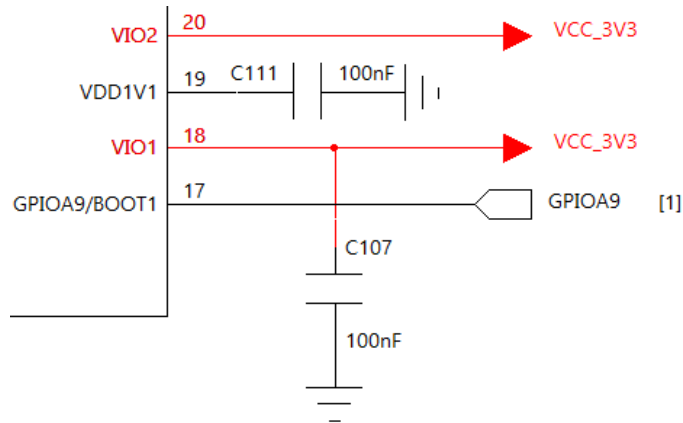 VIO2 20 VCC_3V3
VDD1V1 19 C111 100nF
VIO1 18 VCC_3V3
GPIOA9/BOOT1 17 GPIOA9 [1]
C107
100nF